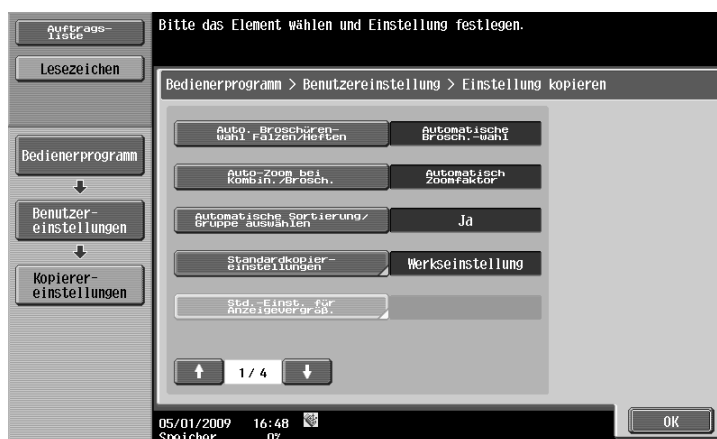 Auftrags-
liste
Bitte das Element wählen und Einstellung festlegen.
Lesezeichen
Bedienerprogramm > Benutzereinstellung > Einstellung kopieren
Auto. Broschüren-
wahl Falzen/Heften
Automatische
Brosch.-wahl
Bedienerprogramm
Auto-Zoom bei
Kombin./Brosch.
Automatisch
Zoomfaktor
Benutzer-
einstellungen
Automatische Sortierung/
Gruppe auswählen
Ja
Standardkopier-
einstellungen
Werkseinstellung
Kopierer-
einstellungen
Std.-Einst. für
Anzeigevergröß.
1/ 4
05/01/2009 16:48
Speicher 0%
OK